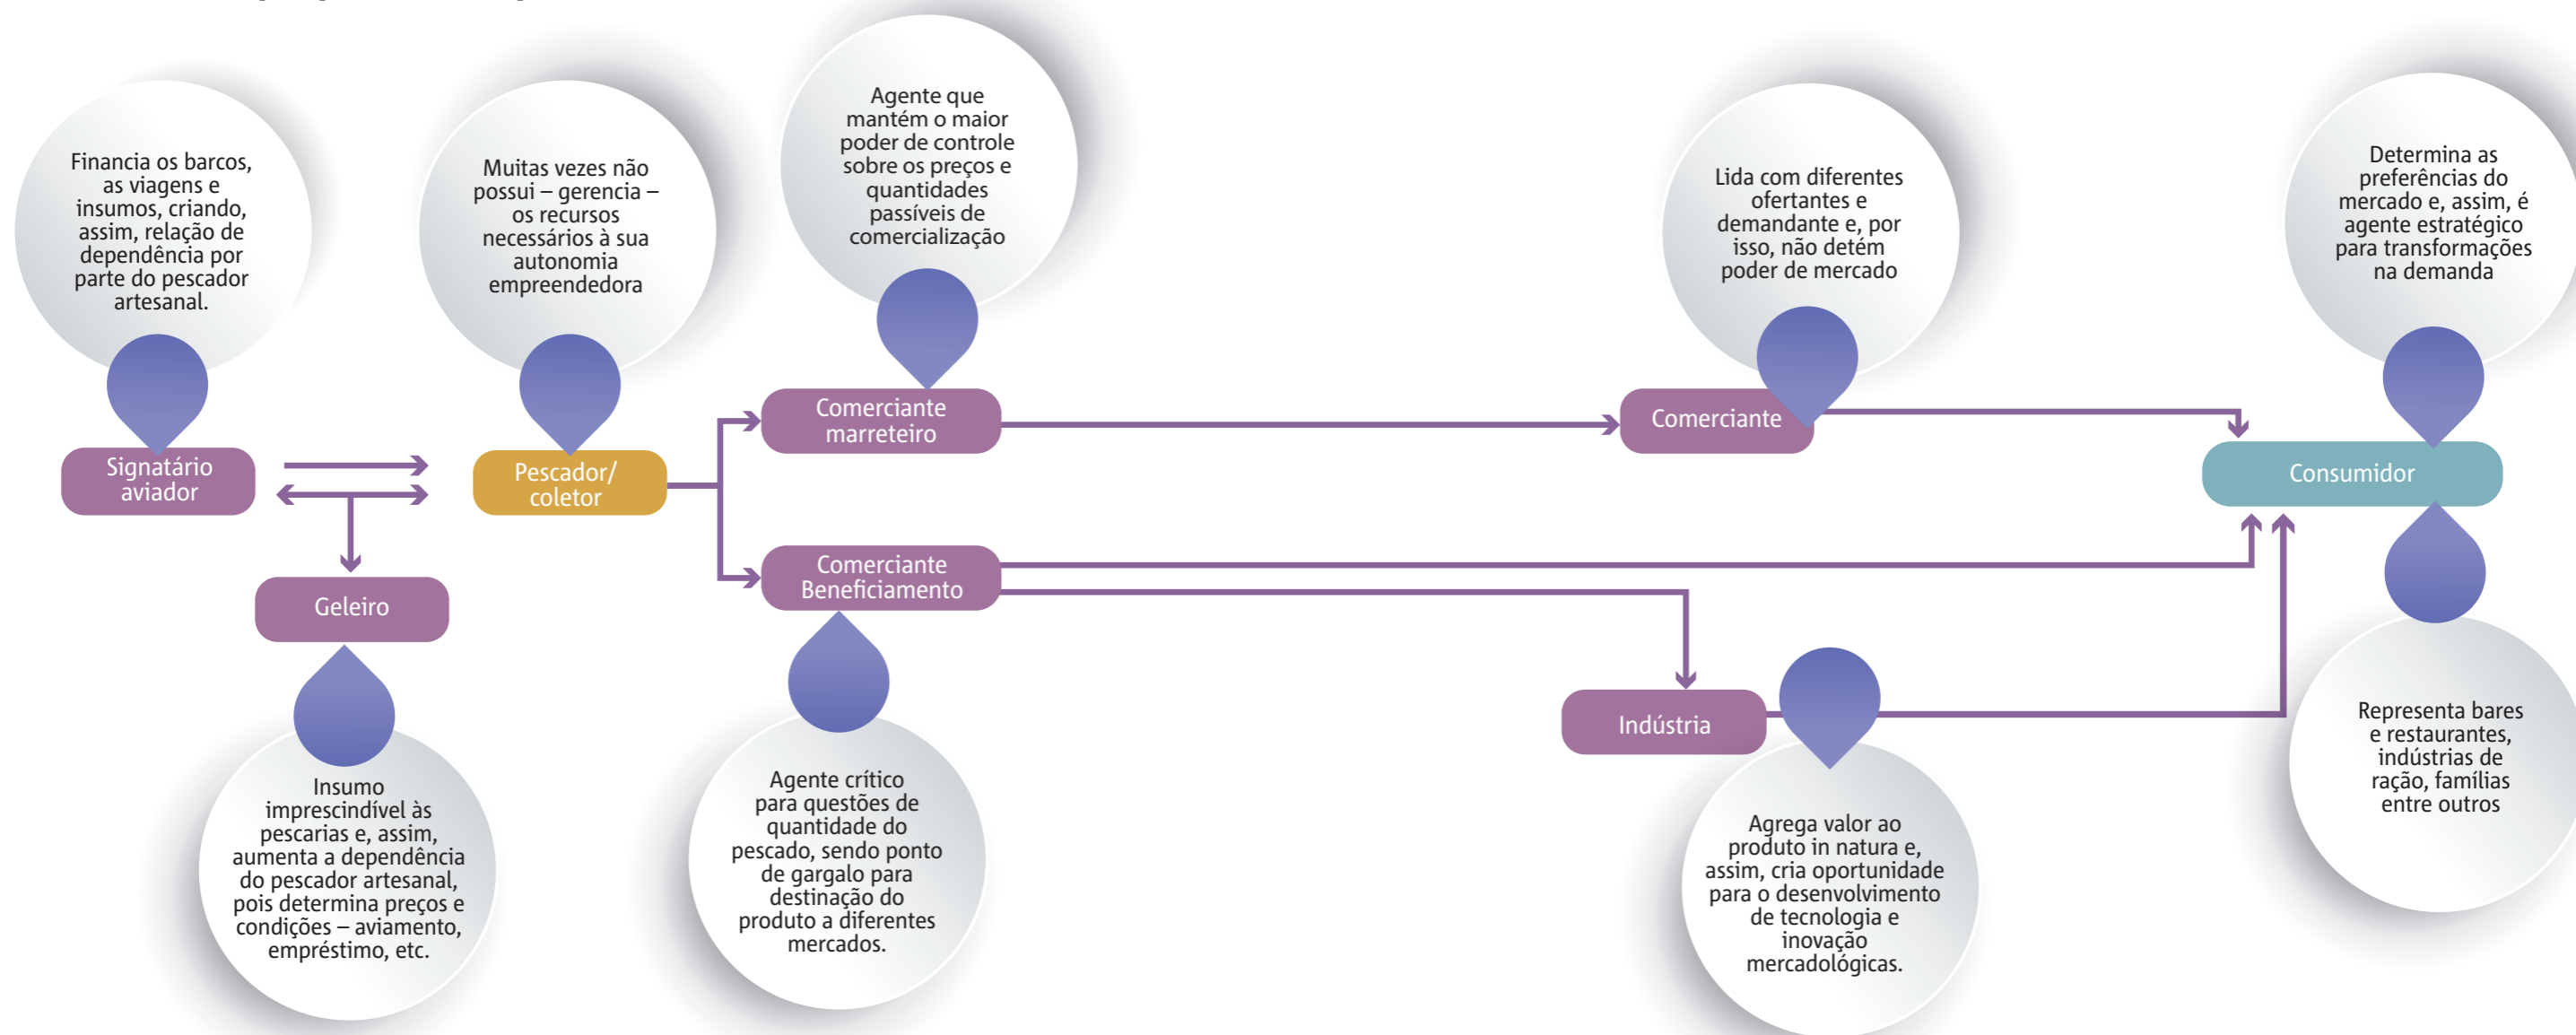 Financia os barcos,
as viagens e
insumos, criando,
assim, relação de
dependência por
parte do pescador
artesanal.
Signatário
aviador
Muitas vezes não
possui – gerencia –
os recursos
necessários à sua
autonomia
empreendedora
Pescador/
coletor
Agente que
mantém o maior
poder de controle
sobre os preços e
quantidades
passíveis de
comercialização
Comerciante
marreteiro
Lida com diferentes
ofertantes e
demandante e, por
isso, não detém
poder de mercado
Comerciante
Determina as
preferências do
mercado e, assim, é
agente estratégico
para transformações
na demanda
Consumidor
Geleiro
Insumo
imprescindível às
pescarias e, assim,
aumenta a dependência
do pescador artesanal,
pois determina preços e
condições – aviamento,
empréstimo, etc.
Comerciante
Beneficiamento
Agente crítico
para questões de
quantidade do
pescado, sendo ponto
de gargalo para
destinação do
produto a diferentes
mercados.
Indústria
Agrega valor ao
produto in natura e,
assim, cria oportunidade
para o desenvolvimento
de tecnologia e
inovação
mercadológicas.
Representa bares
e restaurantes,
indústrias de
ração, famílias
entre outros